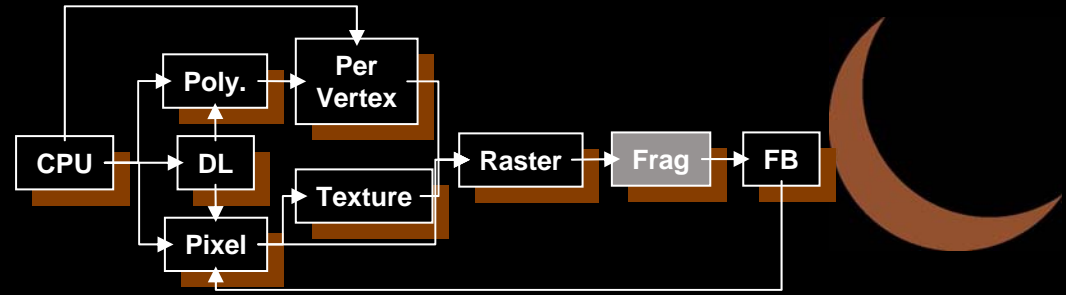 Per
Vertex
Poly.
CPU
DL
Raster
Frag
FB
Texture
Pixel